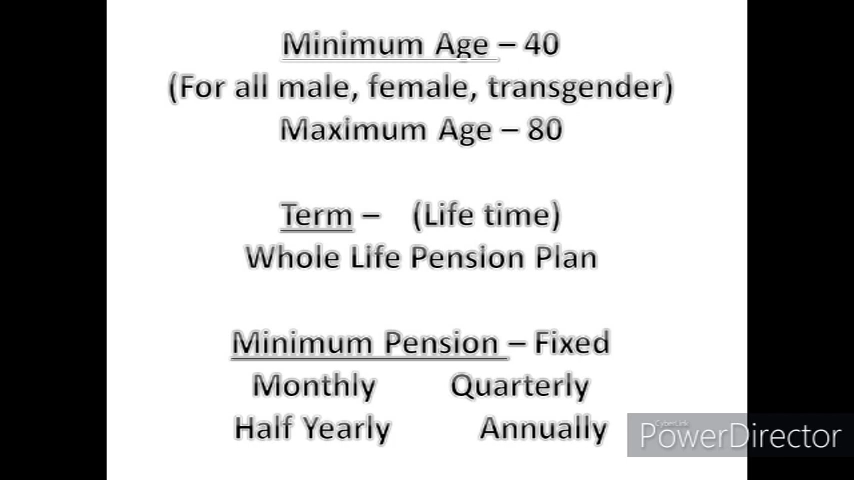 Minimum Age – 40
(For all male, female, transgender)
Maximum Age – 80
Term – (Life time)
Whole Life Pension Plan
Minimum Pension – Fixed
Monthly Quarterly
Half Yearly Annually
CyberLink
PowerDirector